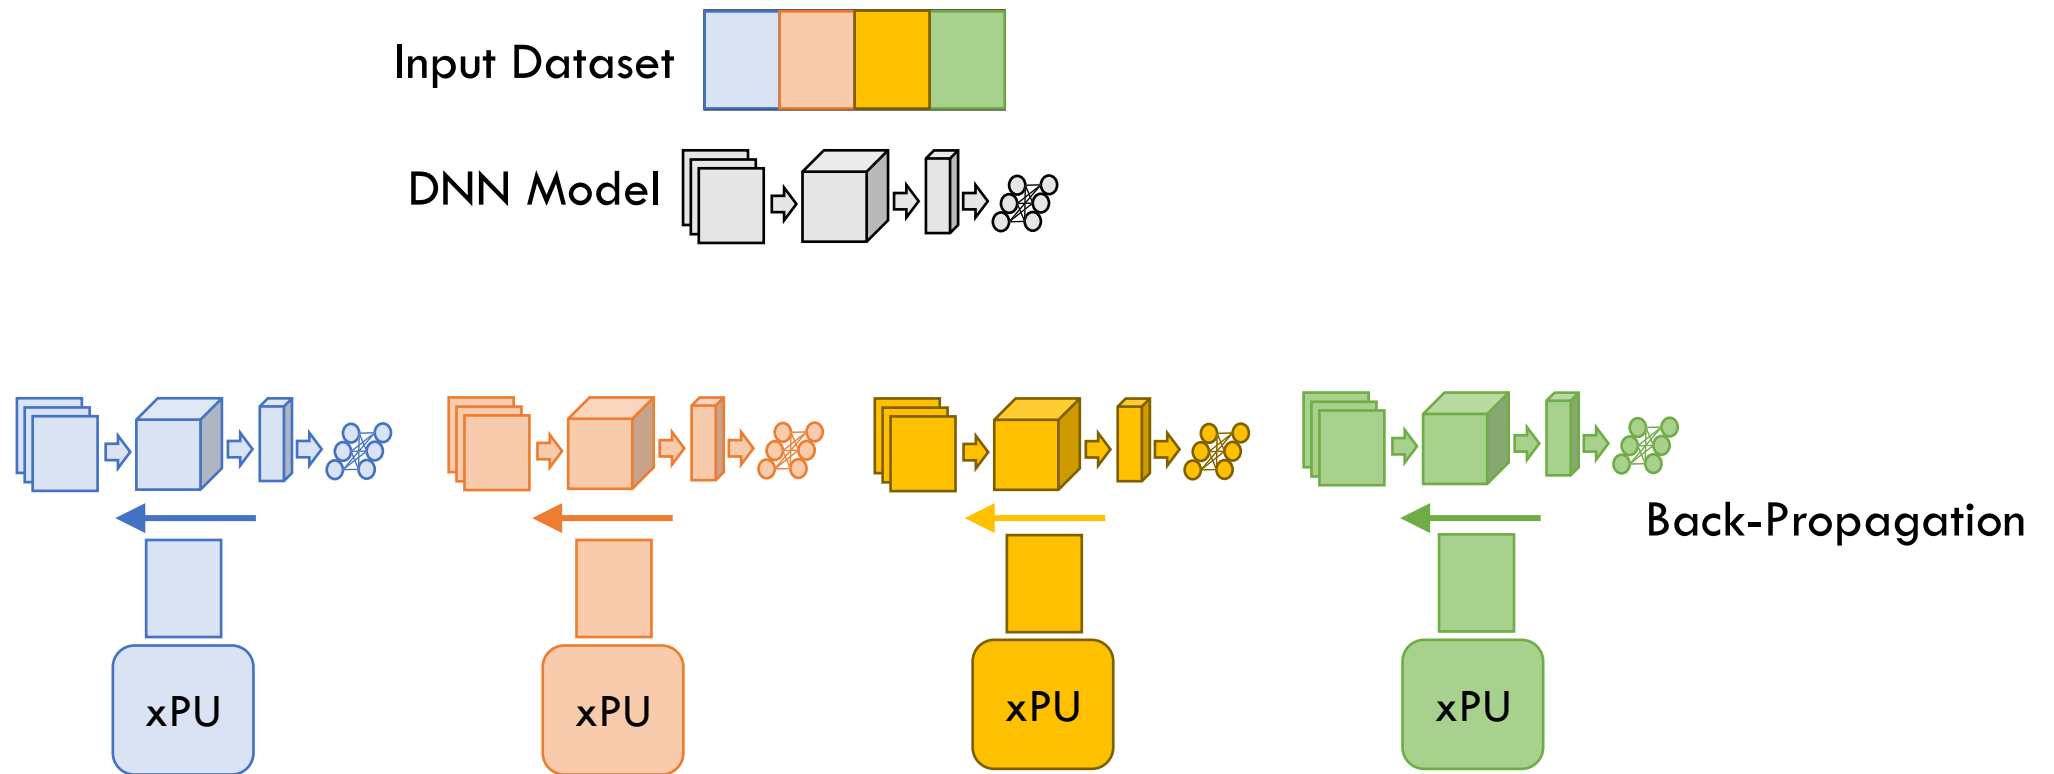 Input Dataset
DNN Model
Back-Propagation
xPU
xPU
xPU
xPU